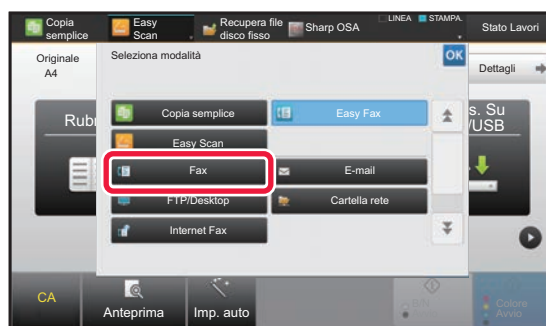 Copia semplice
Easy Scan
Recupera file disco fisso
Sharp OSA
LINEA
STAMPA.
Stato Lavori
Originale
A4
Seleziona modalità
OK
Dettagli
Rubr
s. Su
/USB
Copia semplice
Easy Fax
Easy Scan
Fax
E-mail
FTP/Desktop
Cartella rete
Internet Fax
CA
Anteprima
Imp. auto
Colore
Avvio